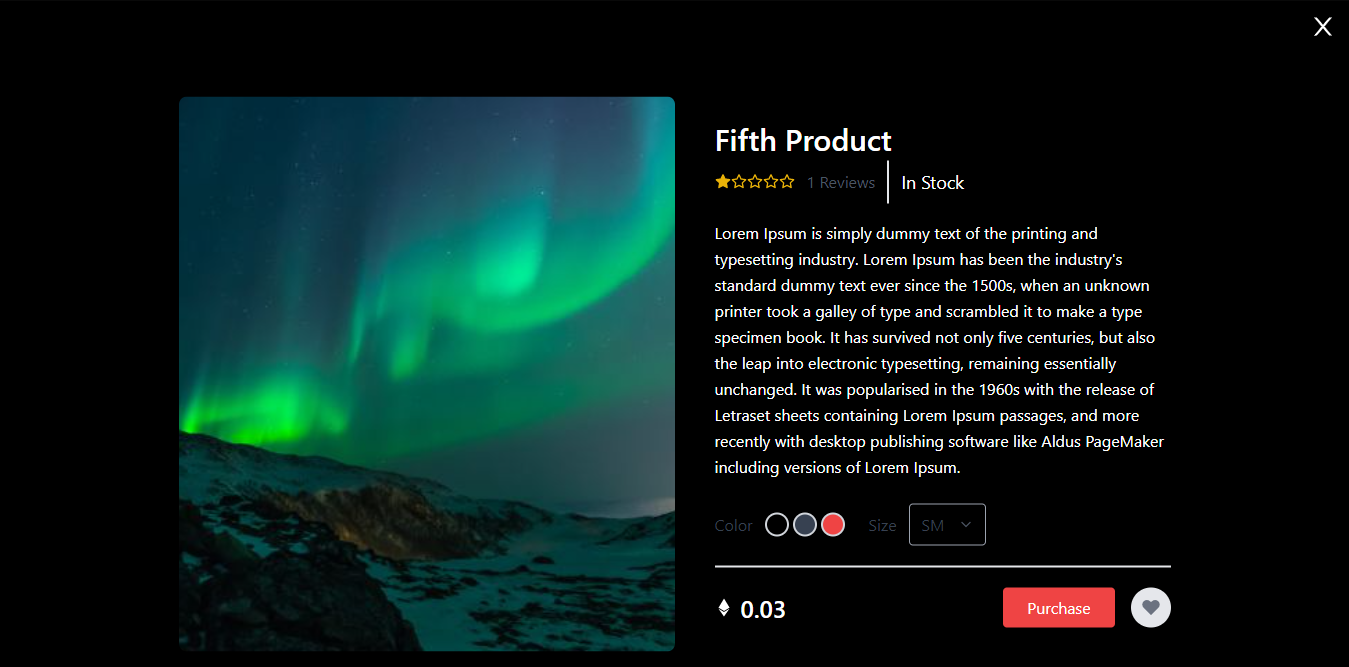 X
Fifth Product
1 Reviews
In Stock
Lorem Ipsum is simply dummy text of the printing and
typesetting industry. Lorem Ipsum has been the industry's
standard dummy text ever since the 1500s, when an unknown
printer took a galley of type and scrambled it to make a type
specimen book. It has survived not only five centuries, but also
the leap into electronic typesetting, remaining essentially
unchanged. It was popularised in the 1960s with the release of
Letraset sheets containing Lorem Ipsum passages, and more
recently with desktop publishing software like Aldus PageMaker
including versions of Lorem Ipsum.
Color
Size
SM
0.03
Purchase